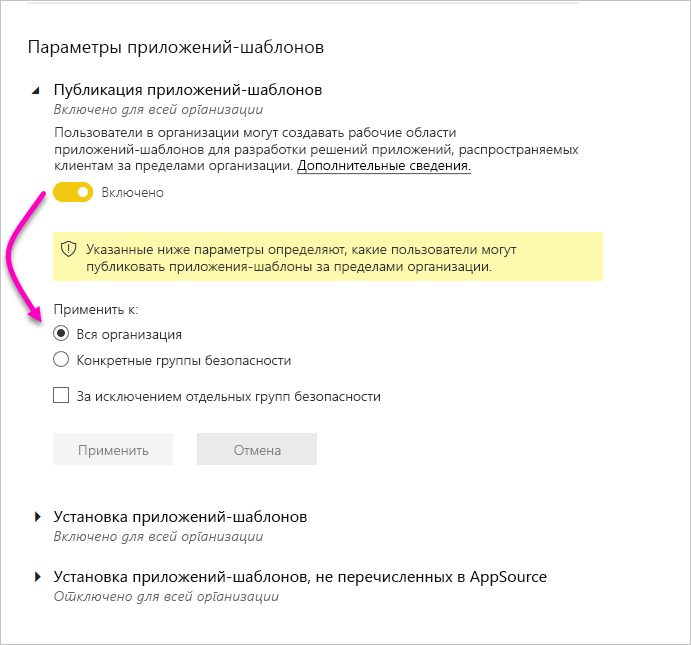 Параметры приложений-шаблонов
Публикация приложений-шаблонов
Включено для всей организации
Пользователи в организации могут создавать рабочие области
приложений-шаблонов для разработки решений приложений, распространяемых
клиентам за пределами организации. Дополнительные сведения.
Включено
Указанные ниже параметры определяют, какие пользователи могут
публиковать приложения-шаблоны за пределами организации.
Применить к:
Вся организация
Конкретные группы безопасности
За исключением отдельных групп безопасности
Применить Отмена
Установка приложений-шаблонов
Включено для всей организации
Установка приложений-шаблонов, не перечисленных в AppSource
Отключено для всей организации